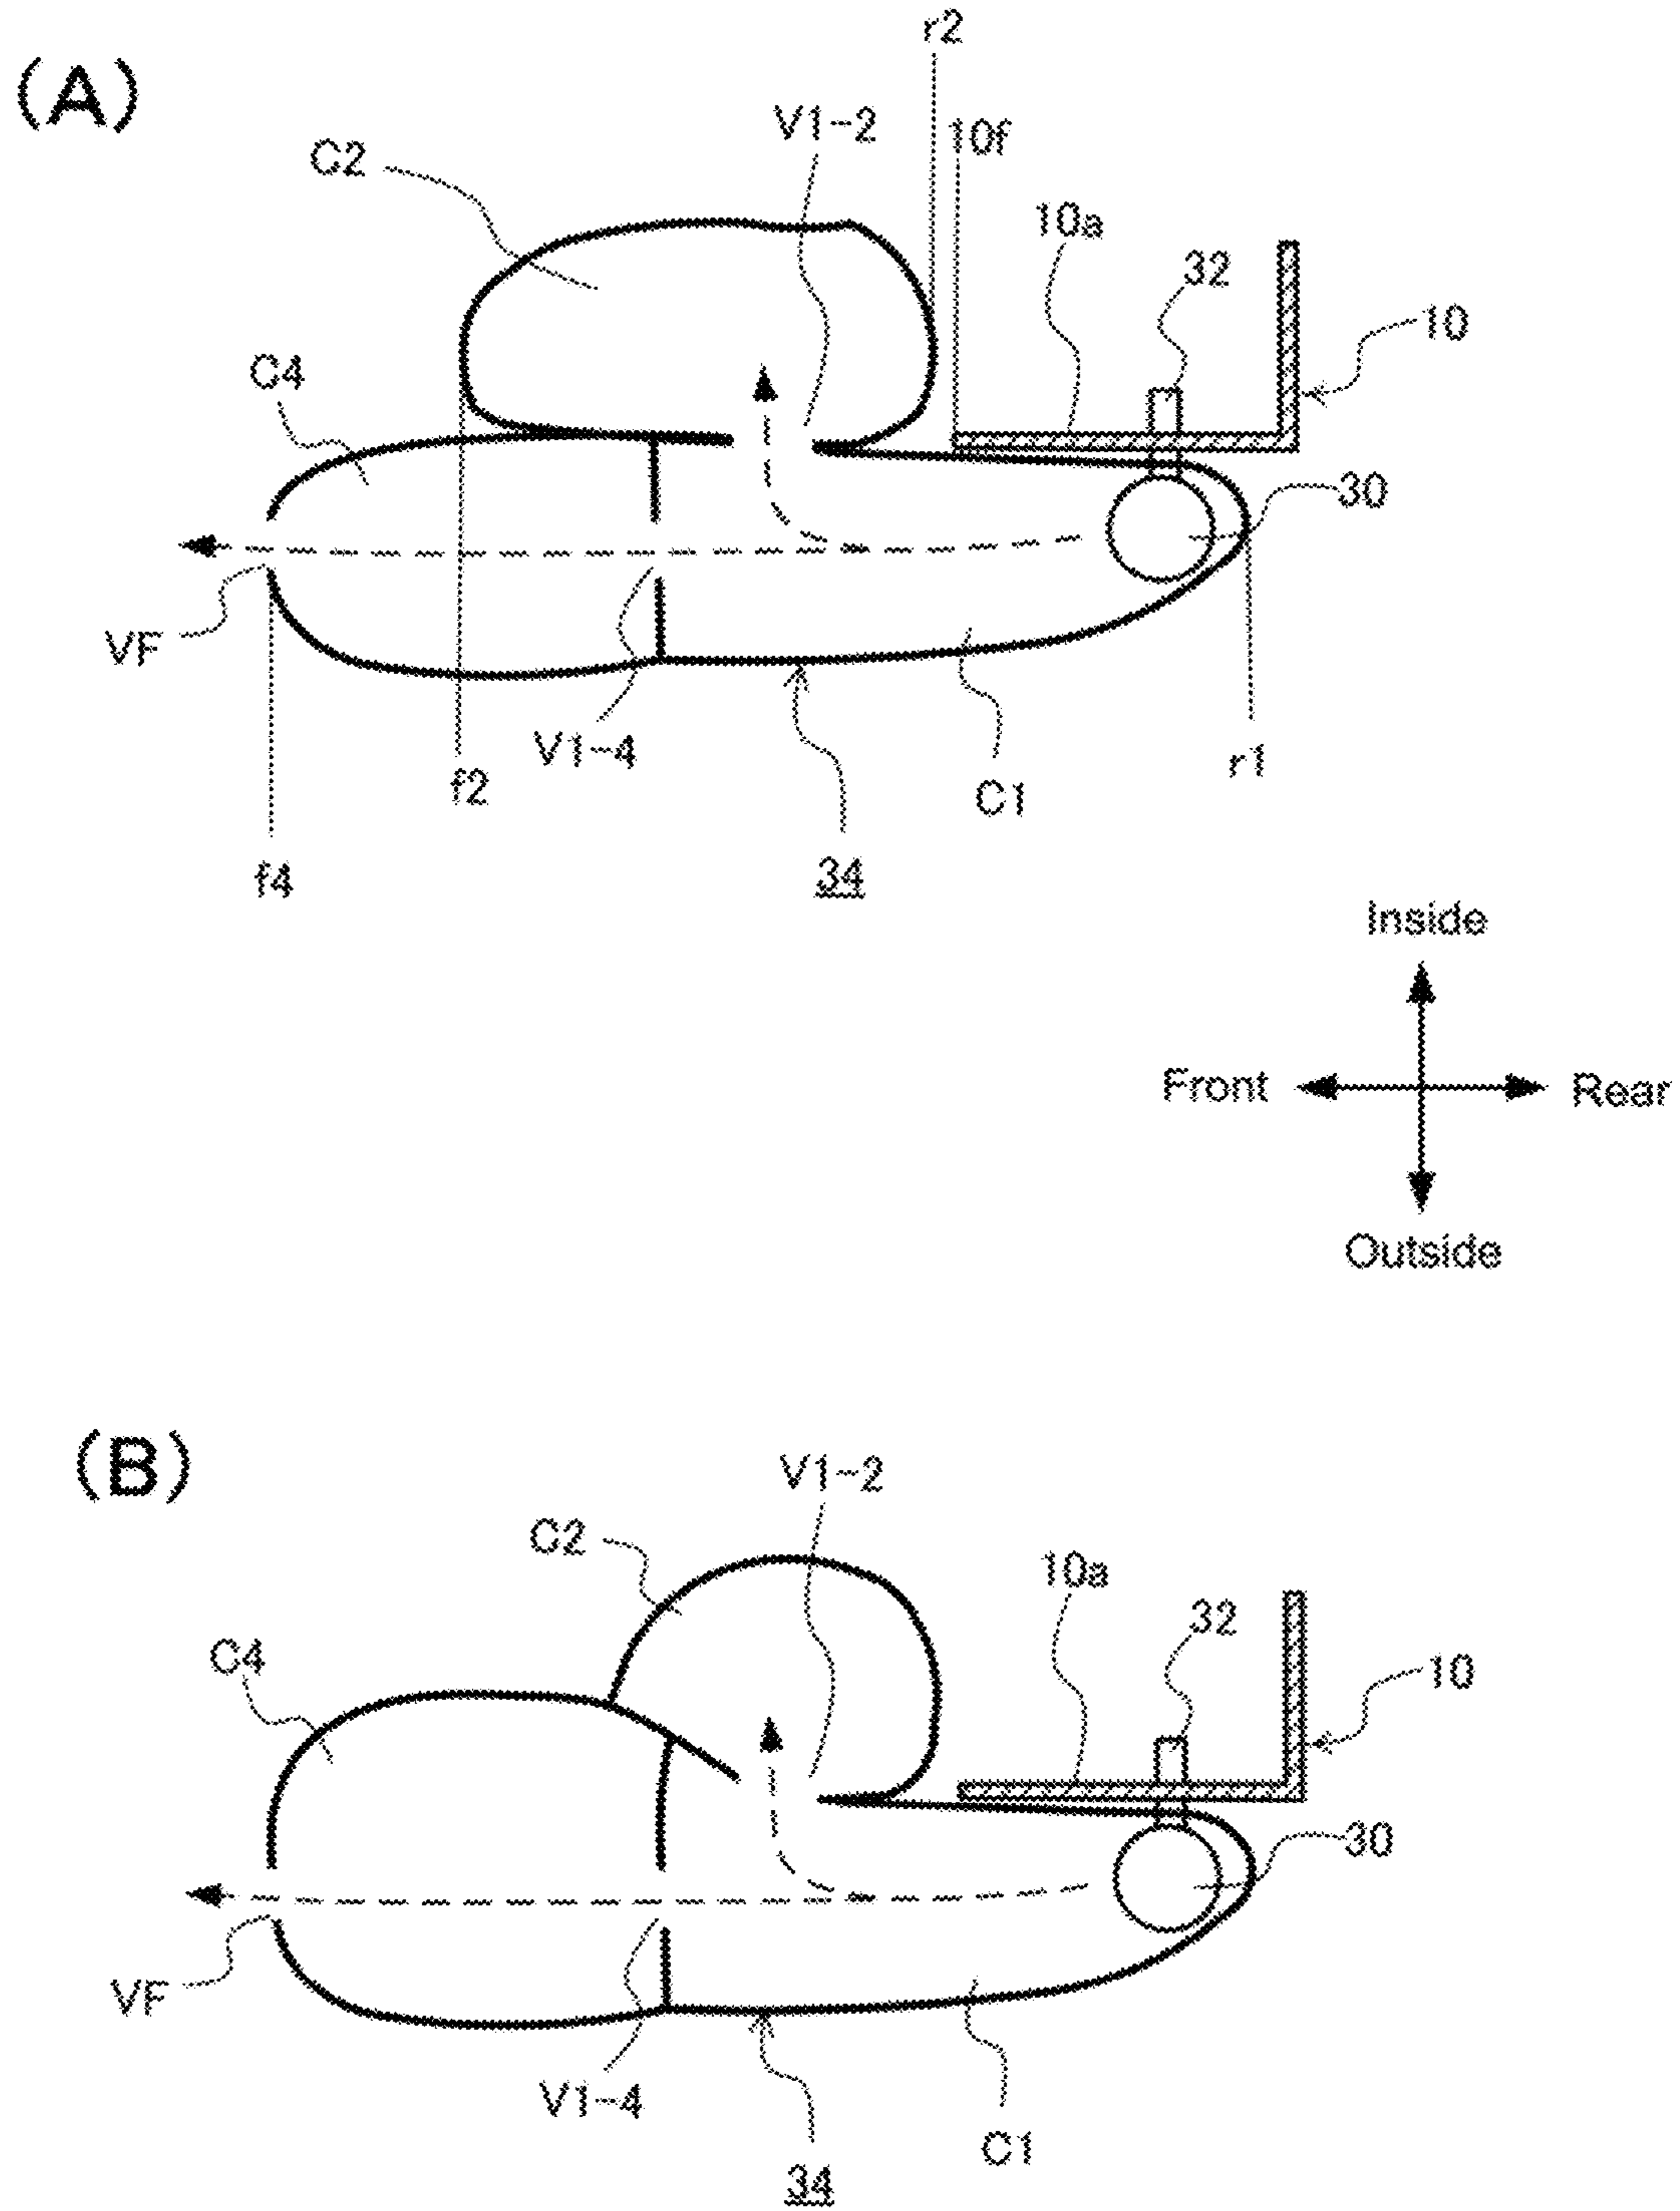 (A)
r2
V1-2
10f
C2
10a
32
10
C4
30
VF
V1-4
r1
f2
C1
34
f4
Inside
Front
Rear
Outside
(B)
V1-2
C2
10a
32
C4
10
30
VF
V1-4
C1
34